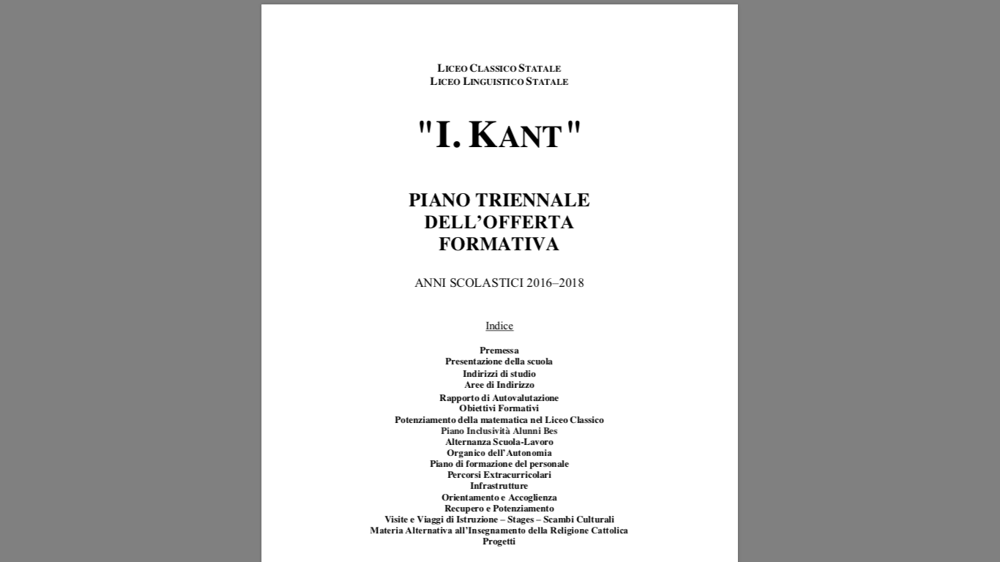 LICEO CLASSICO STATALE
LICEO LINGUISTICO STATALE
"I. KANT"
PIANO TRIENNALE
DELL’OFFERTA
FORMATIVA
ANNI SCOLASTICI 2016–2018
Indice
Premessa
Presentazione della scuola
Indirizzi di studio
Aree di Indirizzo
Rapporto di Autovalutazione
Obiettivi Formativi
Potenziamento della matematica nel Liceo Classico
Piano Inclusività Alunni Bes
Alternanza Scuola-Lavoro
Organico dell’Autonomia
Piano di formazione del personale
Percorsi Extracurricolari
Infrastrutture
Orientamento e Accoglienza
Recupero e Potenziamento
Visite e Viaggi di Istruzione – Stages – Scambi Culturali
Materia Alternativa all’Insegnamento della Religione Cattolica
Progetti